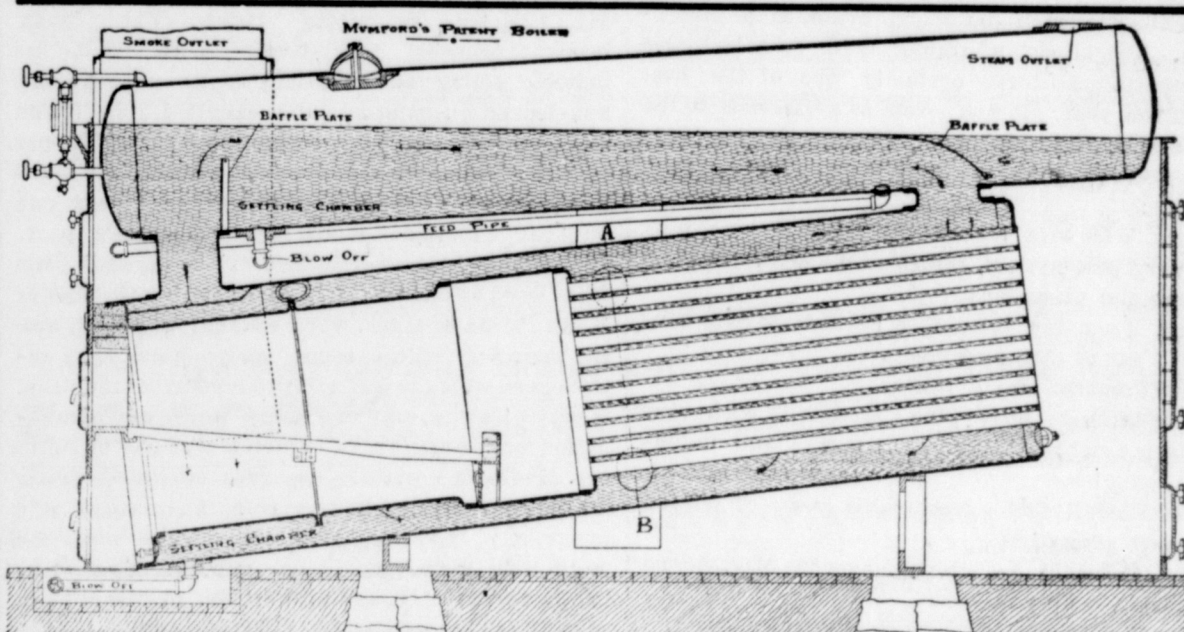 MUMFORD'S PATENT BOILER
SMOKE OUTLET
STEAM OUTLET
BAFFLE PLATE
BAFFLE PLATE
SETTLING CHAMBER
FEED PIPE
A
BLOW OFF
B
SETTLING CHAMBER
BLOW OFF